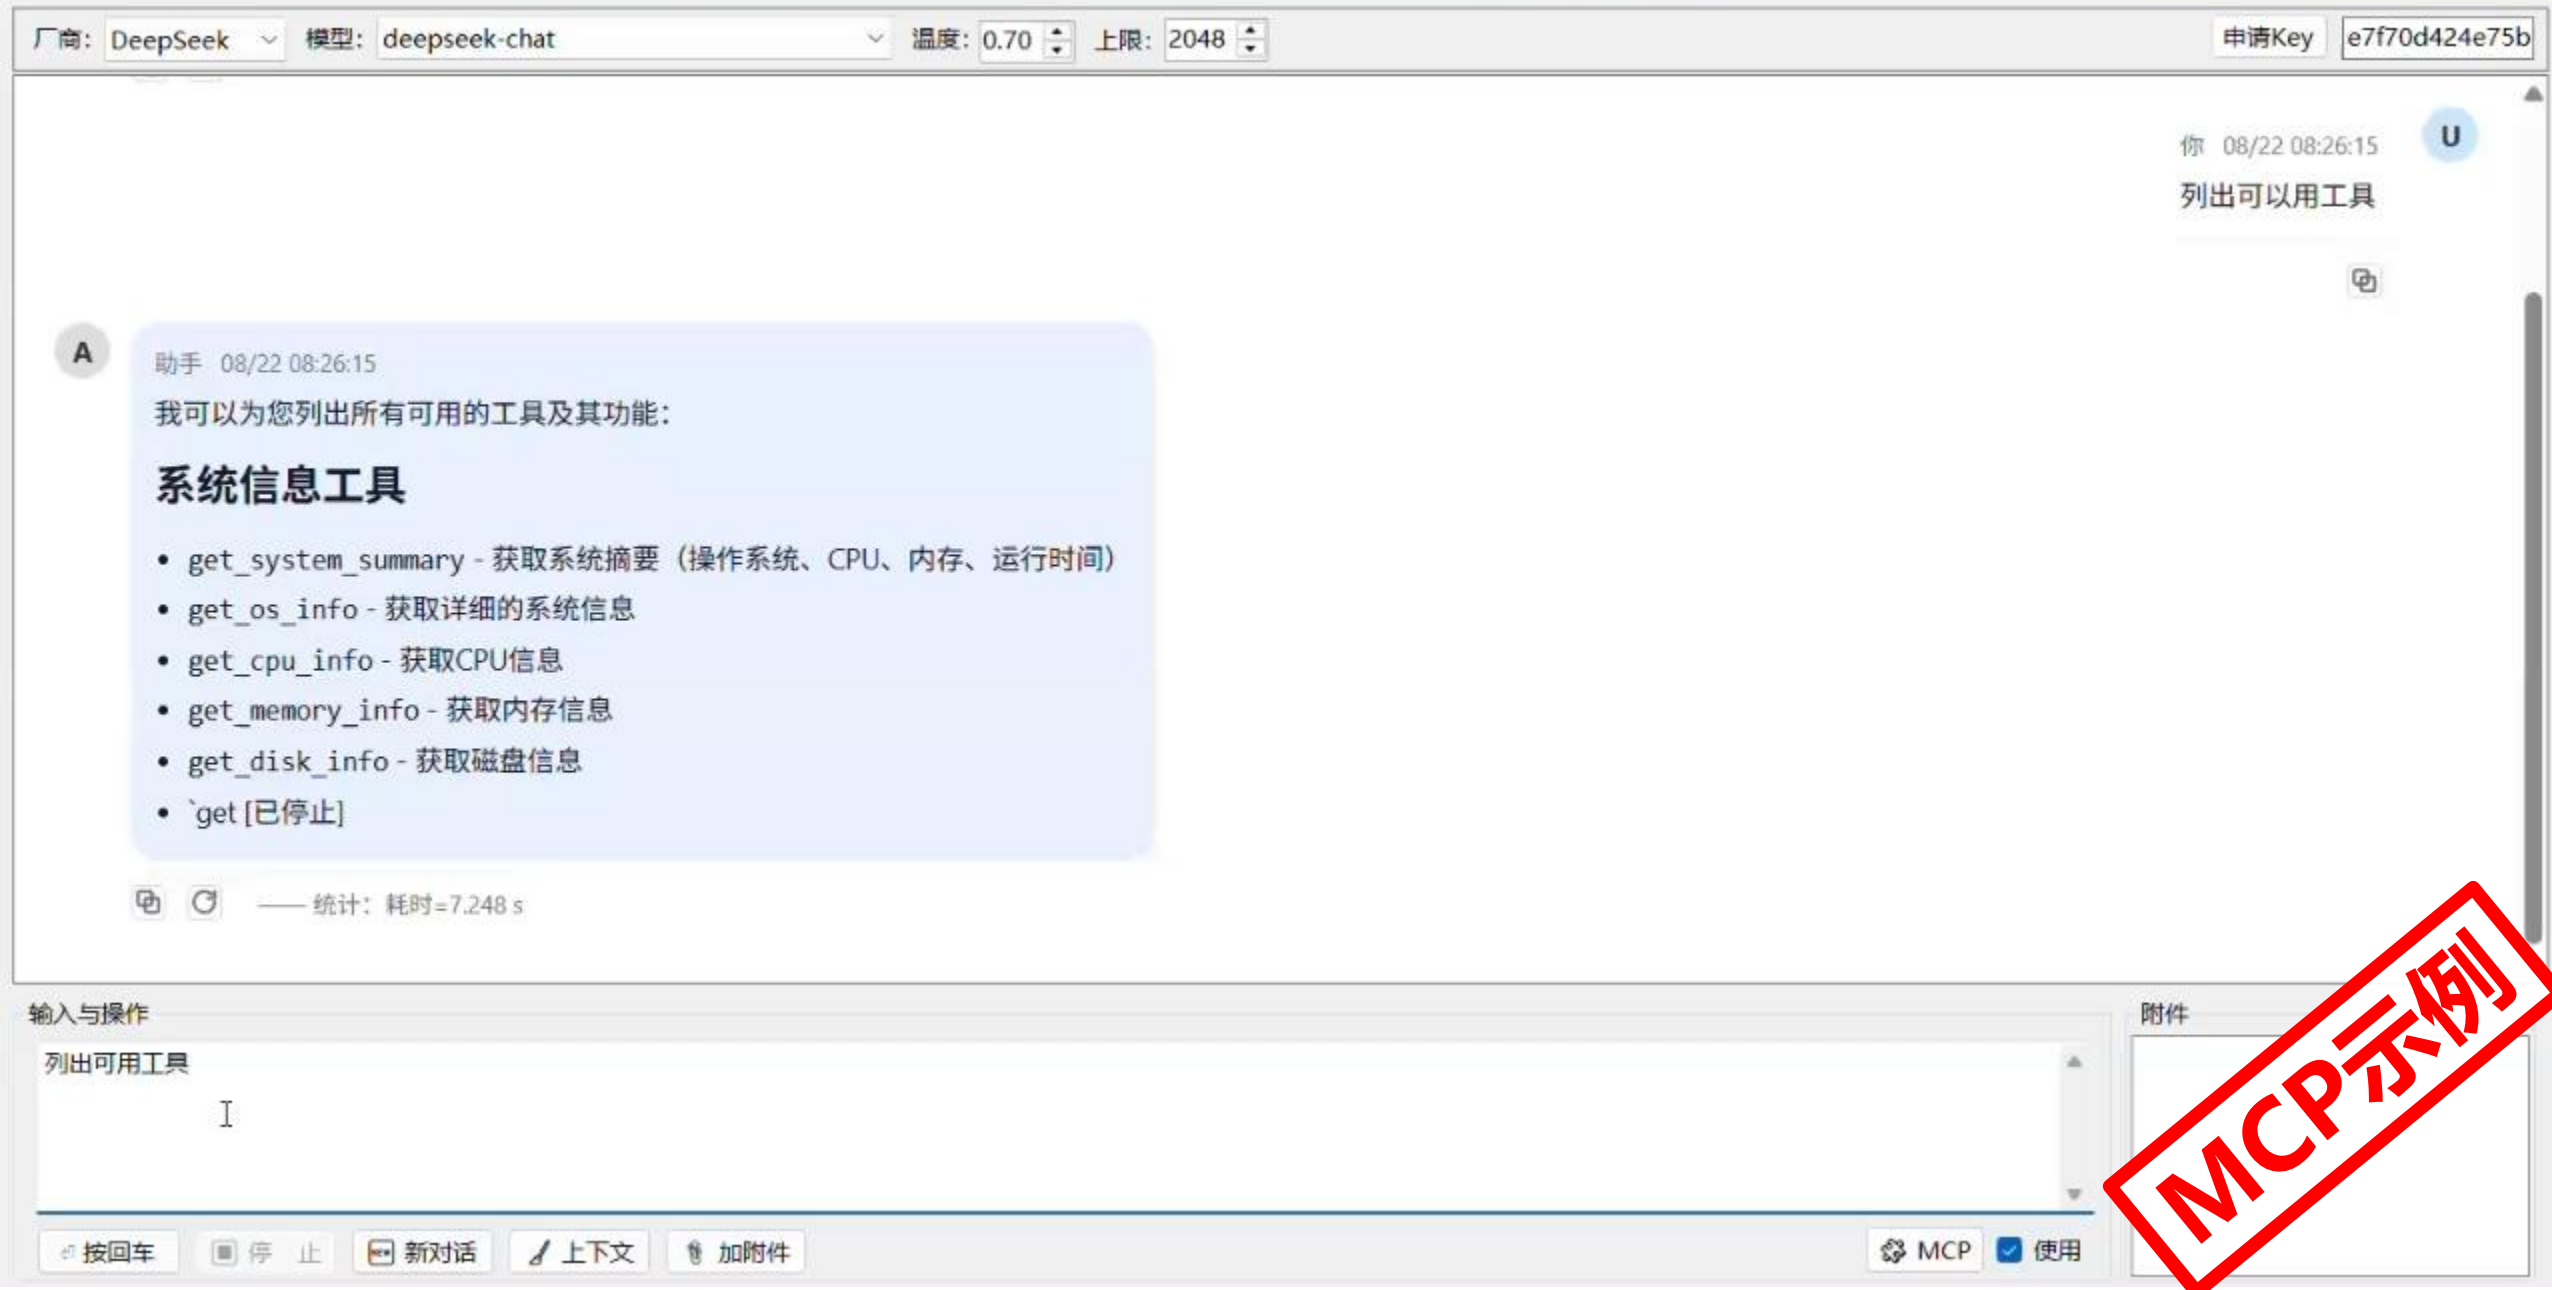 厂商: DeepSeek 模型: deepseek-chat 温度: 0.70 上限: 2048 申请Key e7f70d424e75b
你 08/22 08:26:15 U
列出可以用工具
A 助手 08/22 08:26:15
我可以为您列出所有可用的工具及其功能：
系统信息工具
• get_system_summary - 获取系统摘要（操作系统、CPU、内存、运行时间）
• get_os_info - 获取详细的系统信息
• get_cpu_info - 获取CPU信息
• get_memory_info - 获取内存信息
• get_disk_info - 获取磁盘信息
• `get [已停止]
—— 统计：耗时=7.248 s
输入与操作 附件
列出可用工具
按回车 停 止 新对话 上下文 加附件 MCP 使用
MCP示例